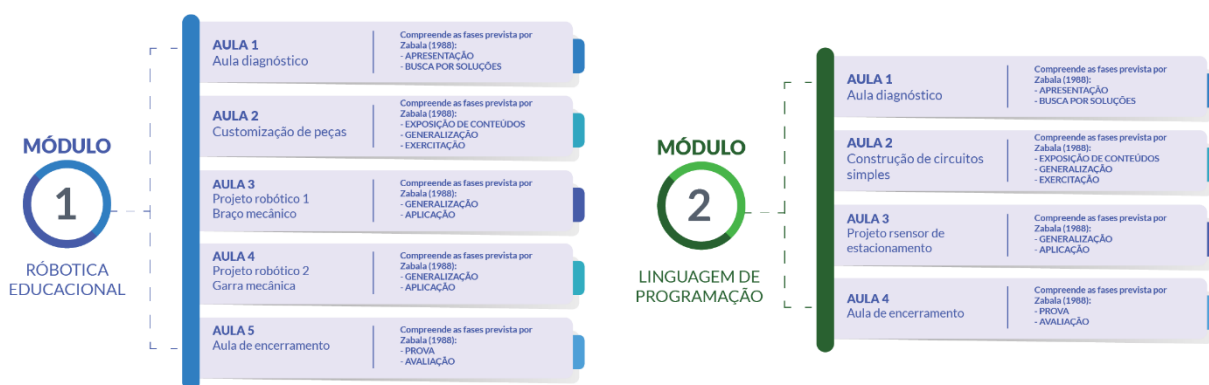 MÓDULO
1
RÓBOTICA
EDUCACIONAL
AULA 1
Aula diagnóstico
Compreende as fases prevista por
Zabala (1988):
- APRESENTAÇÃO
- BUSCA POR SOLUÇÕES
AULA 2
Customização de peças
Compreende as fases prevista por
Zabala (1988):
- EXPOSIÇÃO DE CONTEÚDOS
- GENERALIZAÇÃO
- EXERCITAÇÃO
AULA 3
Projeto robótico 1
Braço mecânico
Compreende as fases prevista por
Zabala (1988):
- GENERALIZAÇÃO
- APLICAÇÃO
AULA 4
Projeto robótico 2
Garra mecânica
Compreende as fases prevista por
Zabala (1988):
- GENERALIZAÇÃO
- APLICAÇÃO
AULA 5
Aula de encerramento
Compreende as fases prevista por
Zabala (1988):
- PROVA
- AVALIAÇÃO
MÓDULO
2
LINGUAGEM DE
PROGRAMAÇÃO
AULA 1
Aula diagnóstico
Compreende as fases prevista por
Zabala (1988):
- APRESENTAÇÃO
- BUSCA POR SOLUÇÕES
AULA 2
Construção de circuitos
simples
Compreende as fases prevista por
Zabala (1988):
- EXPOSIÇÃO DE CONTEÚDOS
- GENERALIZAÇÃO
- EXERCITAÇÃO
AULA 3
Projeto rsensor de
estacionamento
Compreende as fases prevista por
Zabala (1988):
- GENERALIZAÇÃO
- APLICAÇÃO
AULA 4
Aula de encerramento
Compreende as fases prevista por
Zabala (1988):
- PROVA
- AVALIAÇÃO